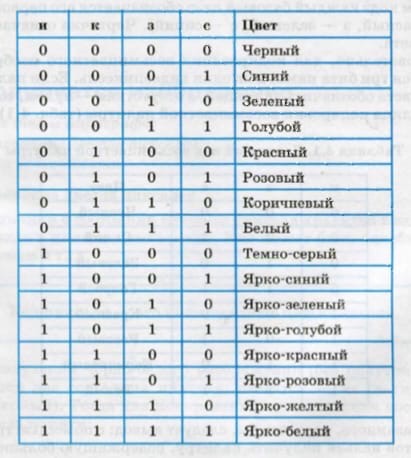 и к з с Цвет
0 0 0 0 Черный
0 0 0 1 Синий
0 0 1 0 Зеленый
0 0 1 1 Голубой
0 1 0 0 Красный
0 1 0 1 Розовый
0 1 1 0 Коричневый
0 1 1 1 Белый
1 0 0 0 Темно-серый
1 0 0 1 Ярко-синий
1 0 1 0 Ярко-зеленый
1 0 1 1 Ярко-голубой
1 1 0 0 Ярко-красный
1 1 0 1 Ярко-розовый
1 1 1 0 Ярко-желтый
1 1 1 1 Ярко-белый